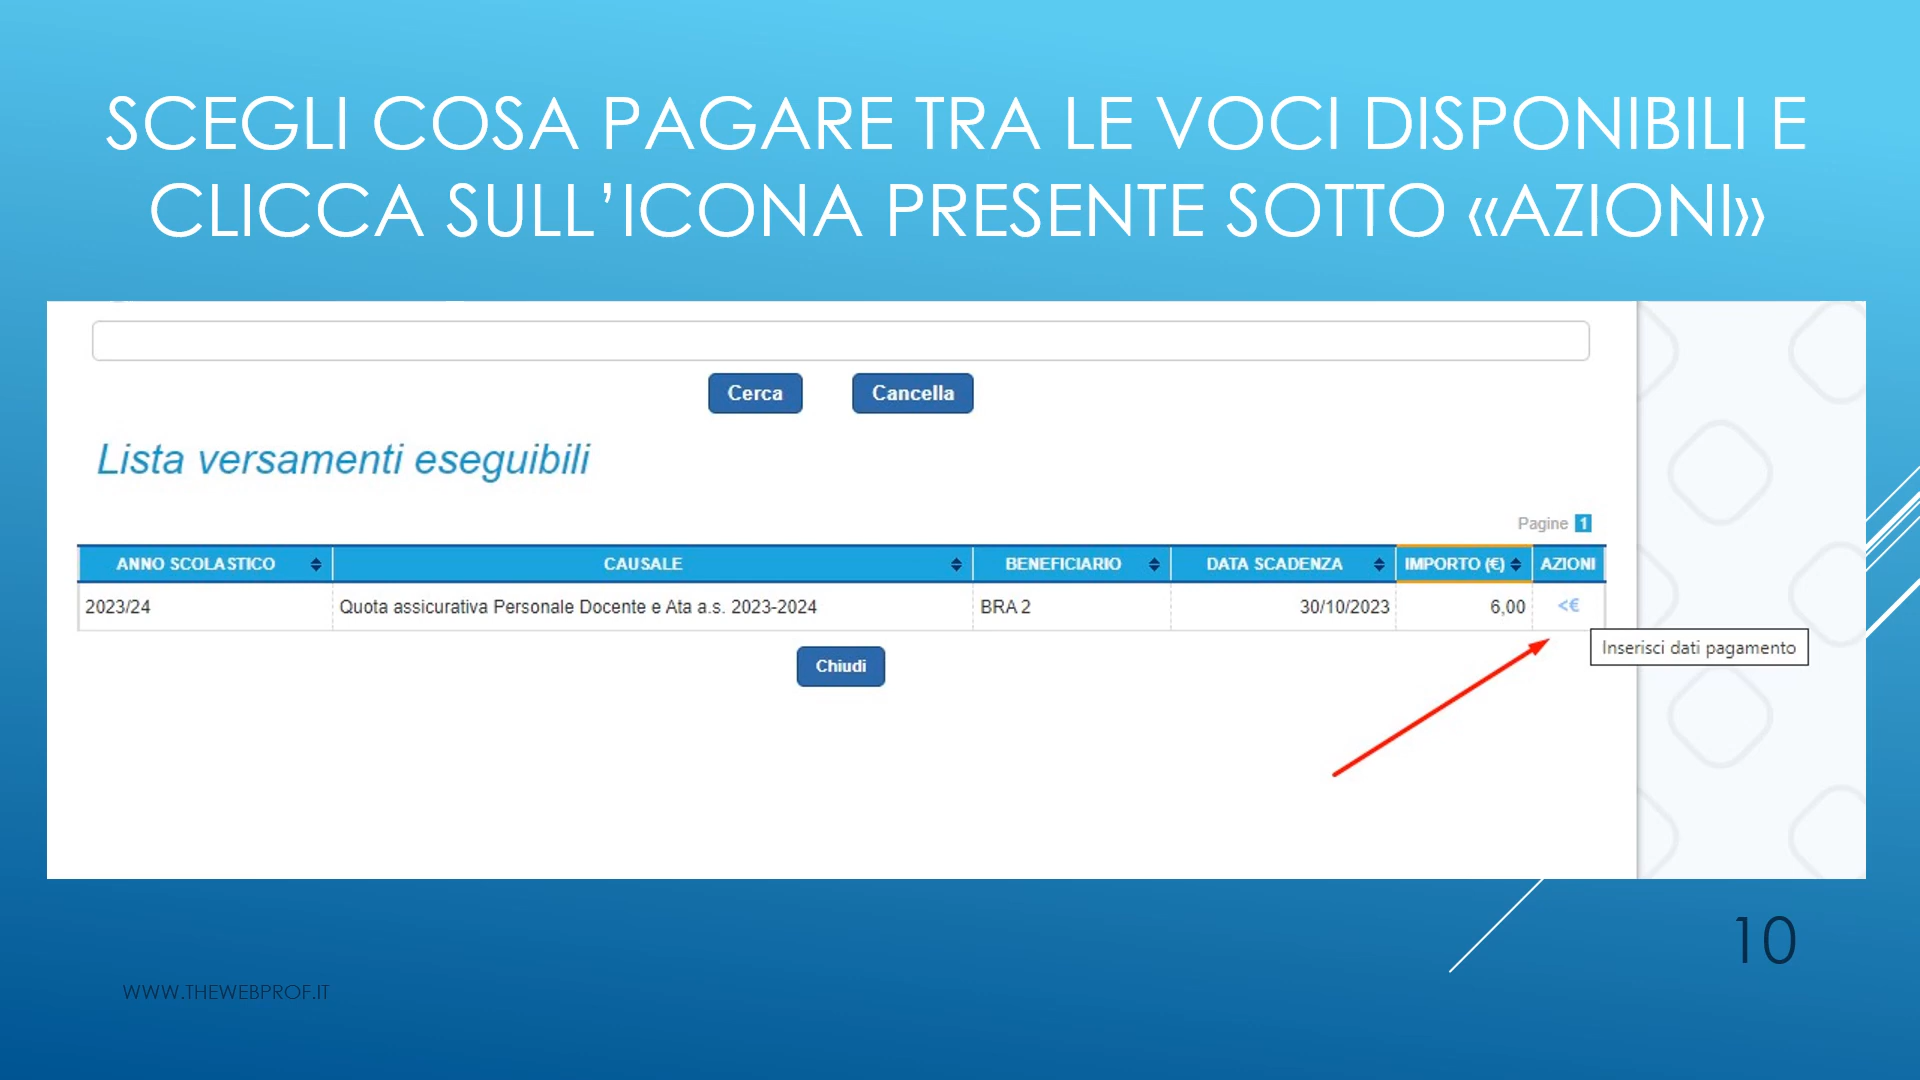 SCEGLI COSA PAGARE TRA LE VOCI DISPONIBILI E
CLICCA SULL’ICONA PRESENTE SOTTO «AZIONI»
Cerca
Cancella
Lista versamenti eseguibili
Pagine 1
ANNO SCOLASTICO CAUSALE BENEFICIARIO DATA SCADENZA IMPORTO (€) AZIONI
2023/24 Quota assicurativa Personale Docente e Ata a.s. 2023-2024 BRA 2 30/10/2023 6,00 <€
Inserisci dati pagamento
Chiudi
10
WWW.THEWEBPROF.IT